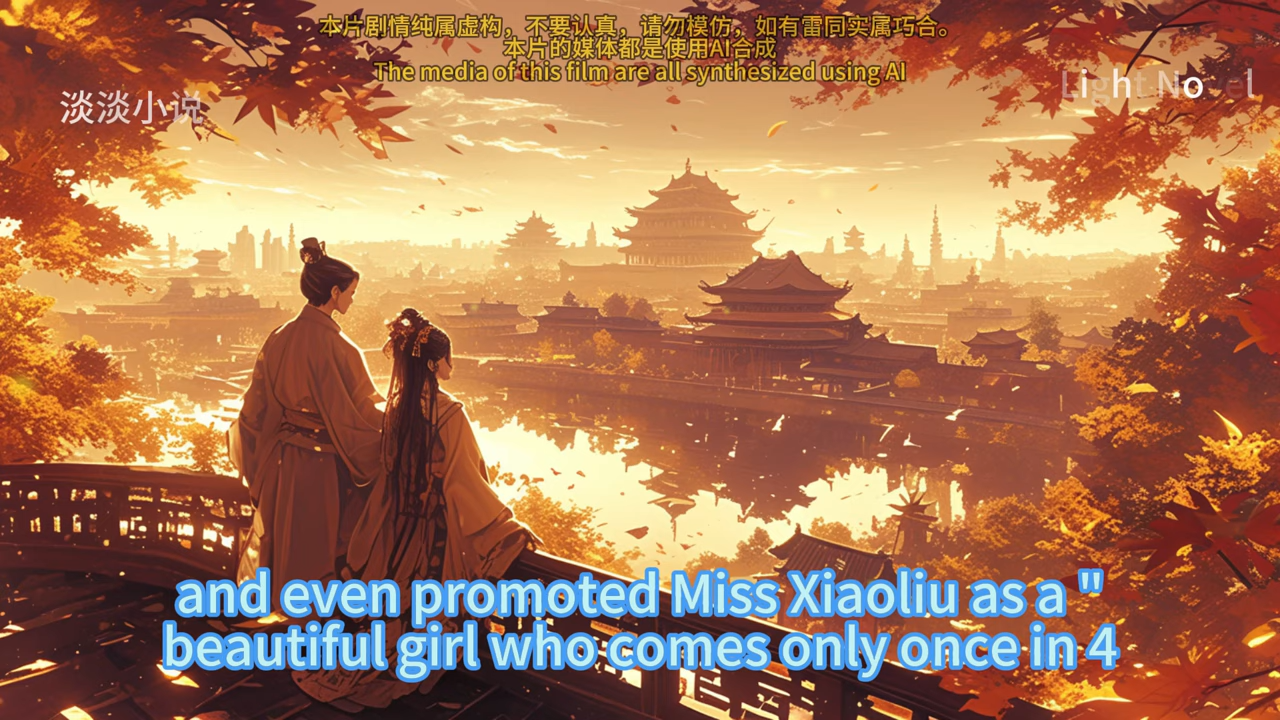 本片剧情纯属虚构，不要认真，请勿模仿，如有雷同实属巧合。
本片的媒体都是使用AI合成
The media of this film are all synthesized using AI
淡淡小说
Light Novel
and even promoted Miss Xiaoliu as a "
beautiful girl who comes only once in 4